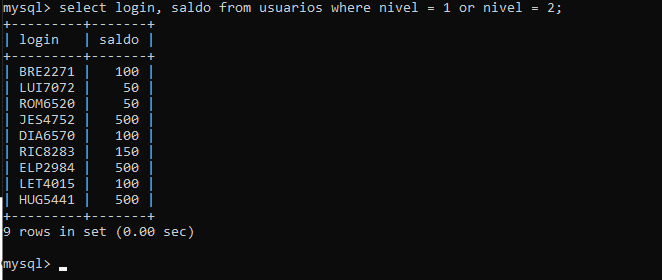 mysql> select login, saldo from usuarios where nivel = 1 or nivel = 2;
+---------+-------+
| login   | saldo |
+---------+-------+
| BRE2271 |   100 |
| LUI7072 |    50 |
| ROM6520 |    50 |
| JES4752 |   500 |
| DIA6570 |   100 |
| RIC8283 |   150 |
| ELP2984 |   500 |
| LET4015 |   100 |
| HUG5441 |   500 |
+---------+-------+
9 rows in set (0.00 sec)
mysql> _